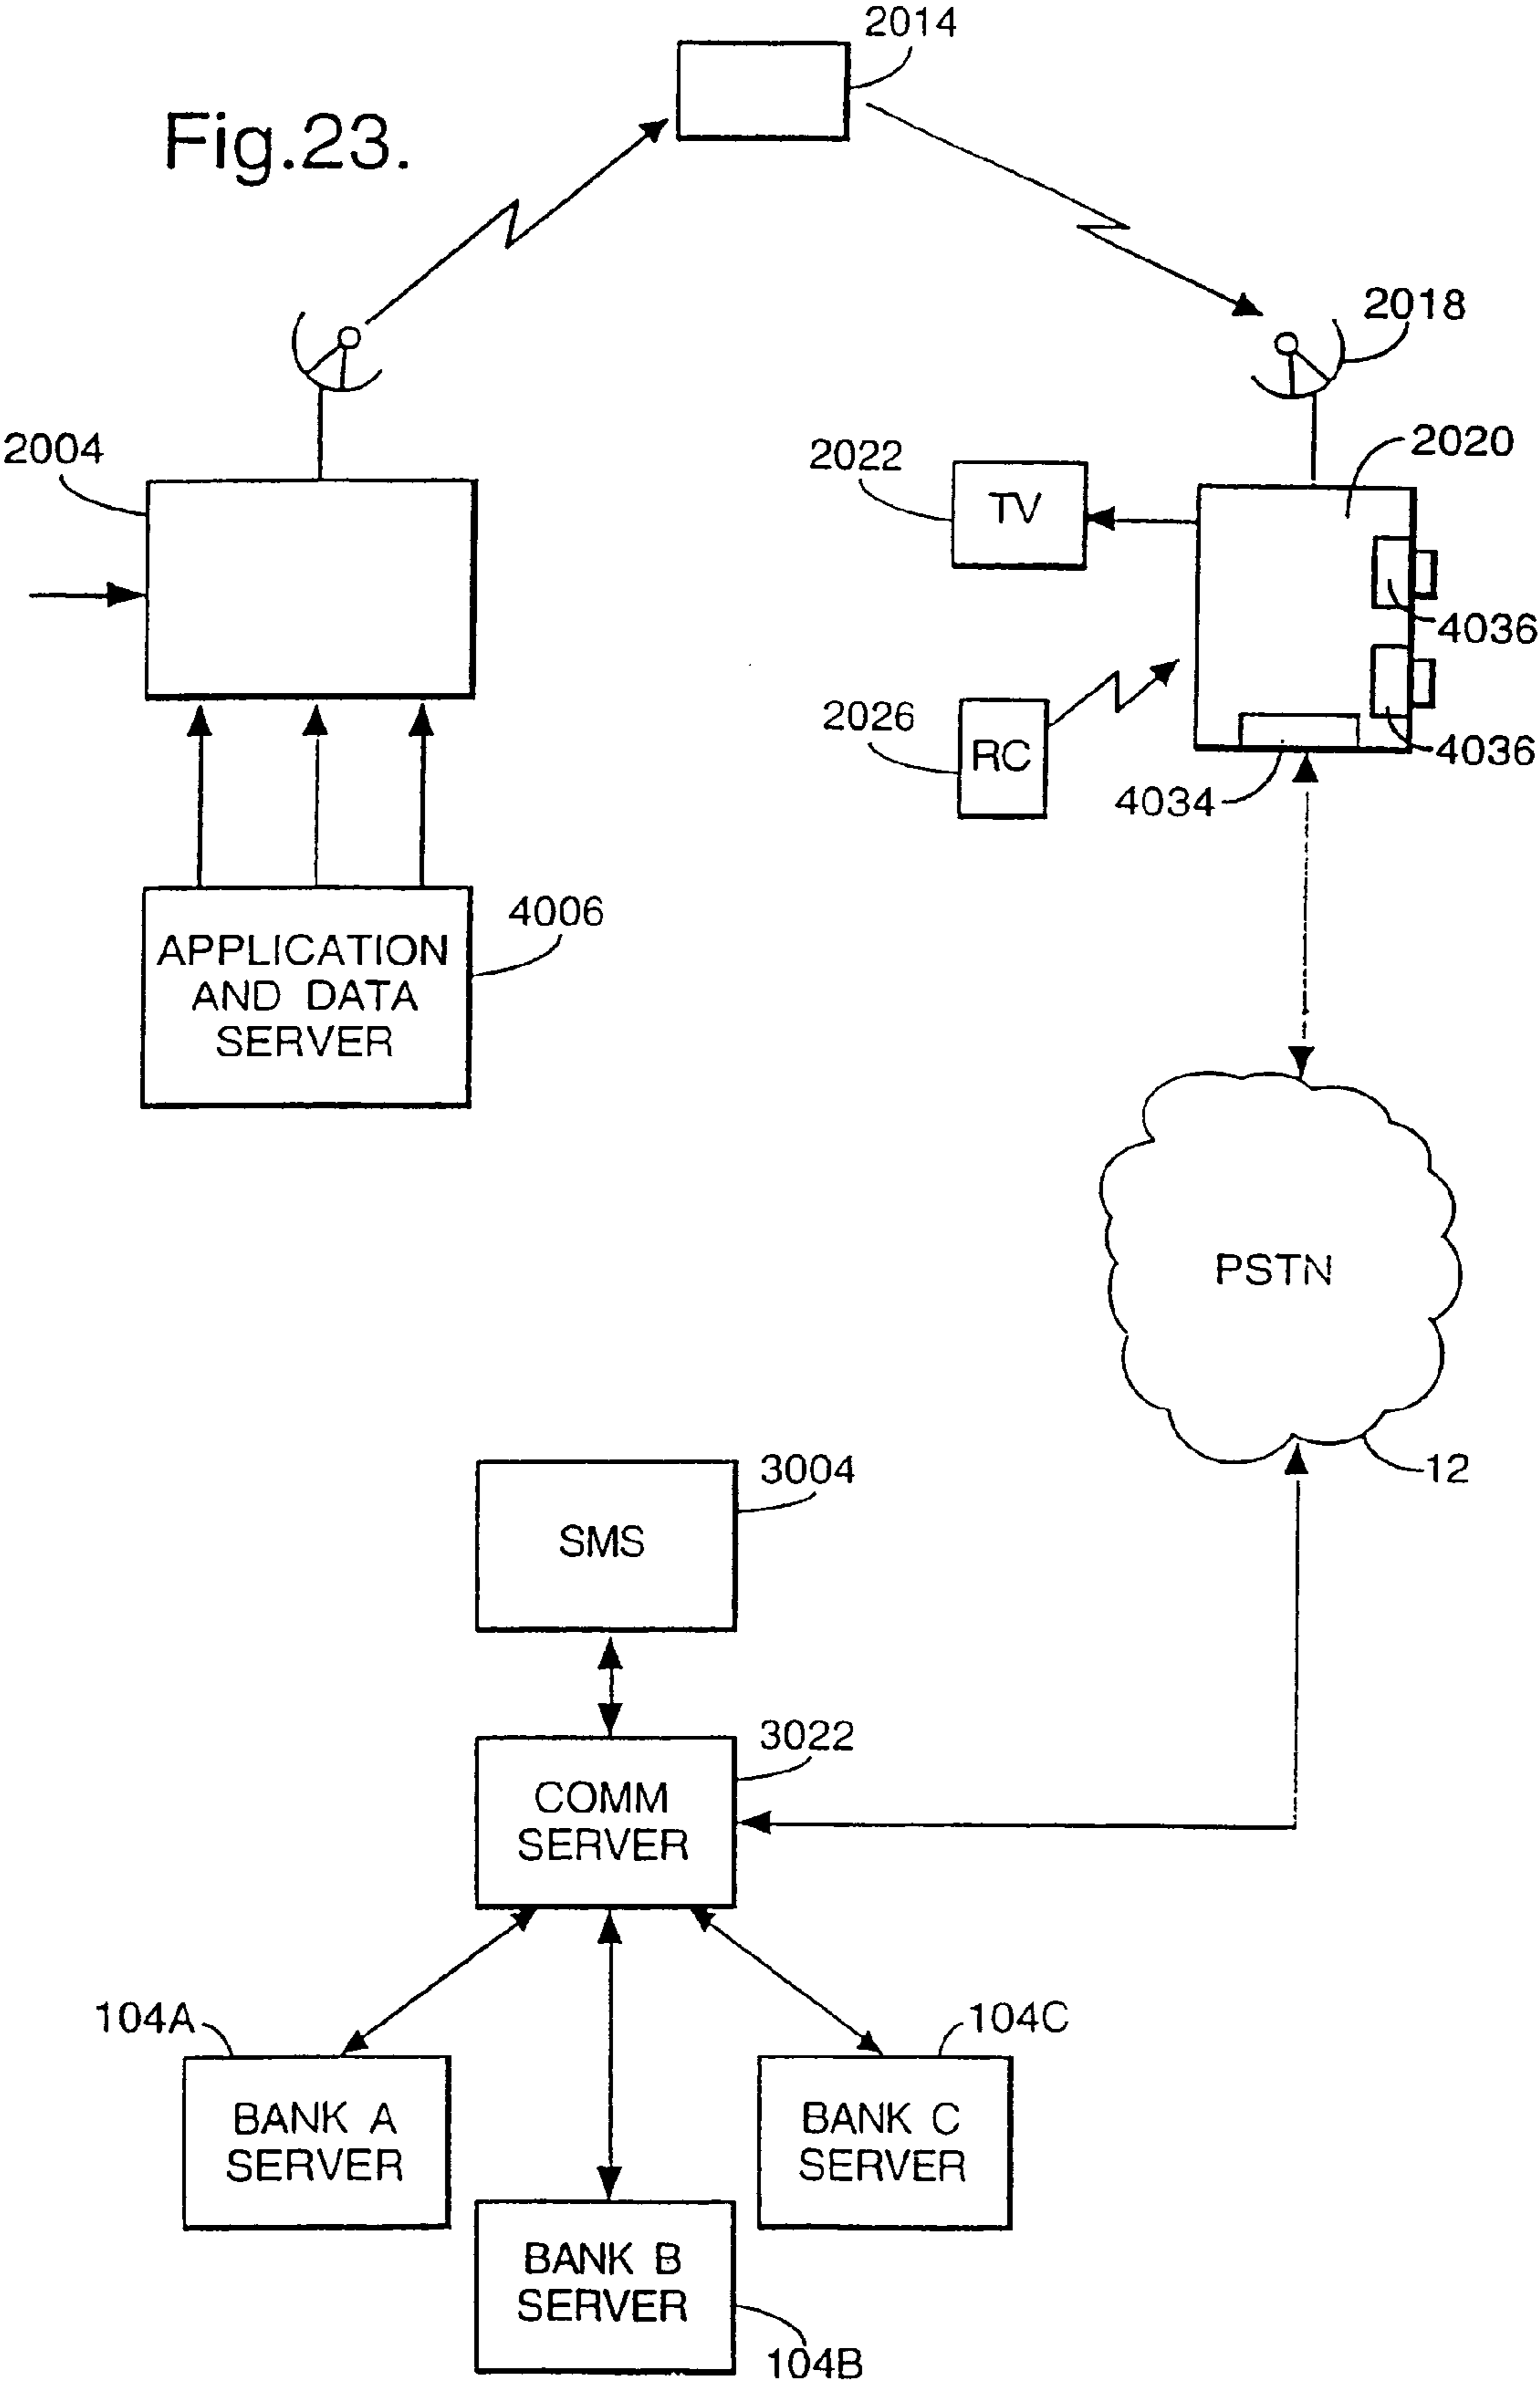 2014
Fig.23.
2018
2004
2022
TV
2020
4036
2026
RC
4036
4034
4006
APPLICATION
AND DATA
SERVER
PSTN
12
3004
SMS
3022
COMM
SERVER
104A
104C
BANK A
SERVER
BANK C
SERVER
BANK B
SERVER
104B